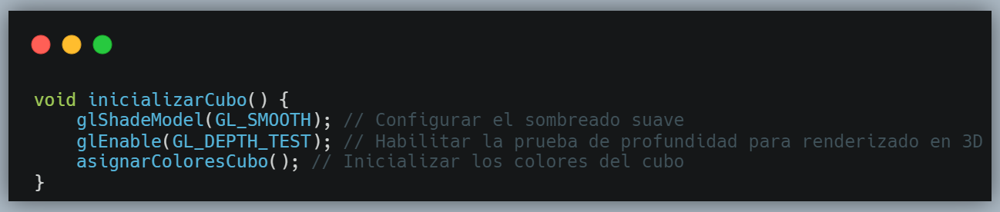 void inicializarCubo() {
    glShadeModel(GL_SMOOTH); // Configurar el sombreado suave
    glEnable(GL_DEPTH_TEST); // Habilitar la prueba de profundidad para renderizado en 3D
    asignarColoresCubo(); // Inicializar los colores del cubo
}